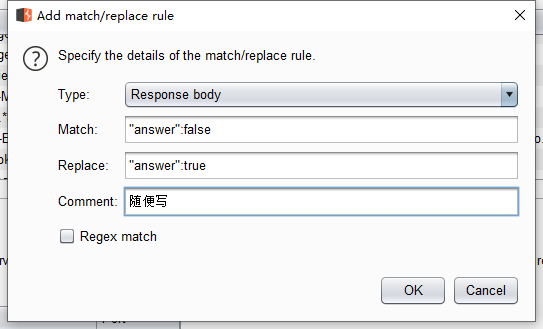 Add match/replace rule
Specify the details of the match/replace rule.
Type: Response body
Match: "answer":false
Replace: "answer":true
Comment: 随便写
Regex match
OK Cancel